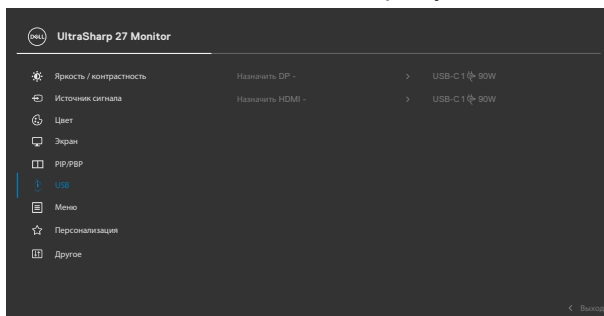 DELL UltraSharp 27 Monitor
Яркость / контрастность Назначить DP - > USB-C 1 90W
Источник сигнала Назначить HDMI - > USB-C 1 90W
Цвет
Экран
PIP/PBP
USB
Меню
Персонализация
Другое
< Выход